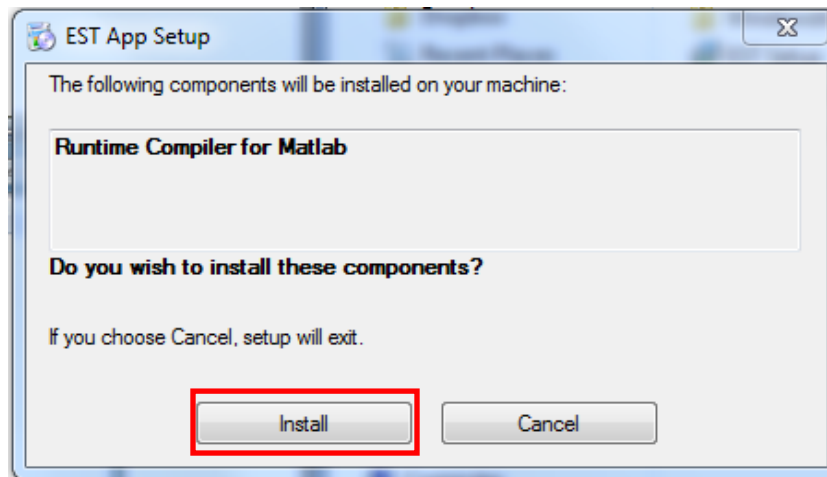 EST App Setup
The following components will be installed on your machine:
Runtime Compiler for Matlab
Do you wish to install these components?
If you choose Cancel, setup will exit.
Install
Cancel